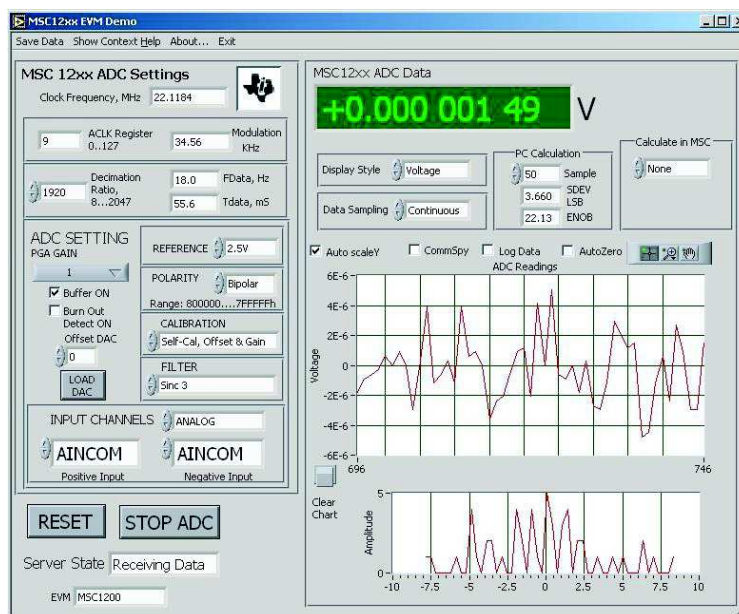 MSC12xx EVM Demo
Save Data Show Context Help About... Exit
MSC 12xx ADC Settings
Clock Frequency, MHz 22.1184
9 ACLK Register 0..127 34.56 Modulation KHz
1920 Decimation Ratio, 8...2047
18.0 FData, Hz
55.6 Tdata, mS
ADC SETTING
PGA GAIN
1
Buffer ON
Burn Out Detect ON
Offset DAC
0
LOAD DAC
REFERENCE 2.5V
POLARITY Bipolar
Range: 800000....7FFFFFh
CALIBRATION
Self-Cal, Offset & Gain
FILTER
Sinc 3
INPUT CHANNELS ANALOG
AINCOM AINCOM
Positive Input Negative Input
RESET STOP ADC
Server State Receiving Data
EVM MSC1200
MSC12xx ADC Data
+0.000 001 49 V
Display Style Voltage
Data Sampling Continuous
PC Calculation
50 Sample
3.660 SDEV LSB
22.13 ENOB
Calculate in MSC
None
Auto scaleY CommSpy Log Data AutoZero
ADC Readings
Voltage
6E-6
4E-6
2E-6
0
-2E-6
-4E-6
-6E-6
696 746
Clear Chart
Amplitude
5
0
-10 -7.5 -5 -2.5 0 2.5 5 7.5 10